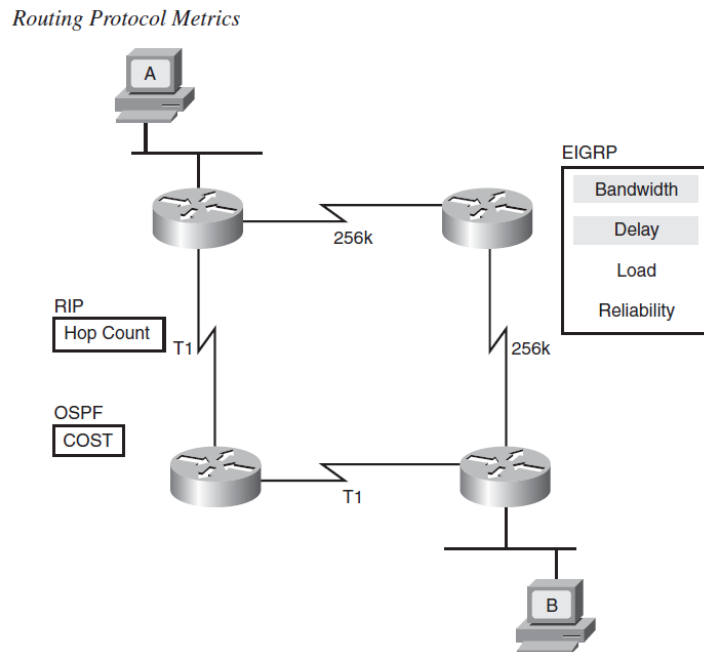 Routing Protocol Metrics
A
EIGRP
Bandwidth
Delay
Load
Reliability
256k
RIP
Hop Count
T1
256k
OSPF
COST
T1
B